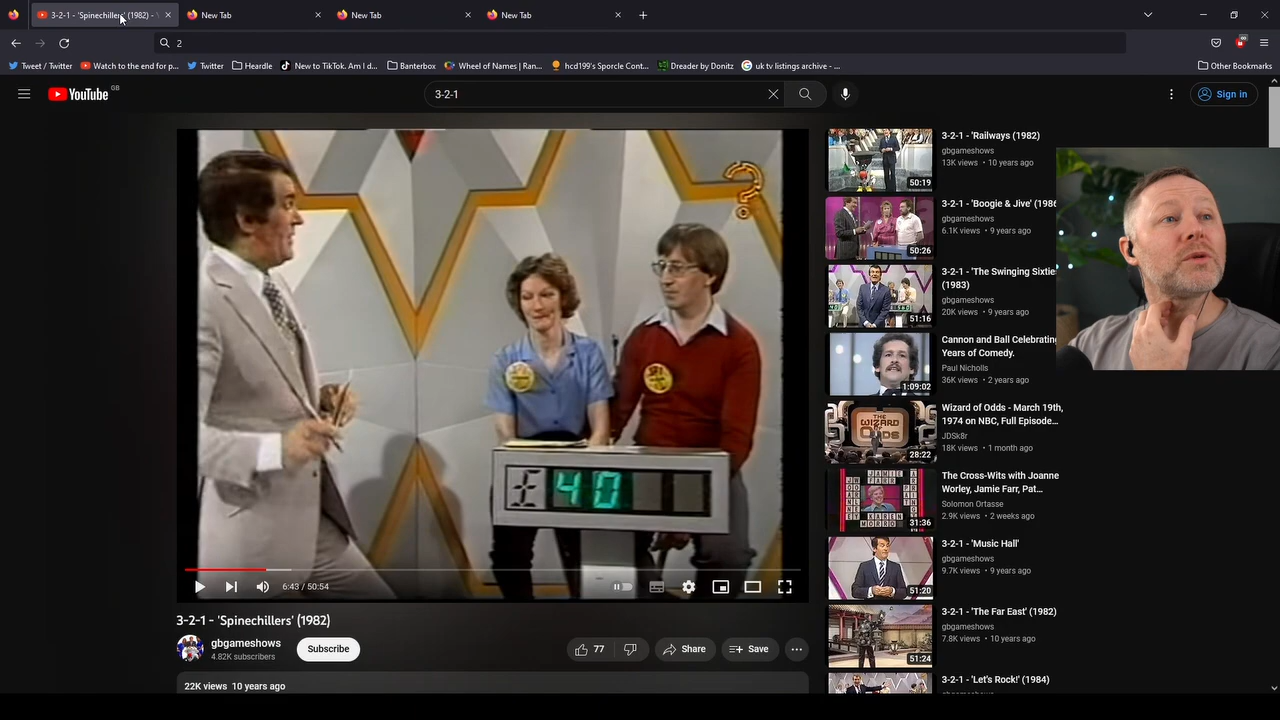 3-2-1 - 'Spinechillers' (1982) -
New Tab
New Tab
New Tab
2
Tweet / Twitter
Watch to the end for p...
Twitter
Heardle
New to TikTok. Am I d...
Banterbox
Wheel of Names | Ran...
hcd199's Sporcle Cont...
Dreader by Donitz
uk tv listings archive - ...
Other Bookmarks
YouTube GB
3-2-1
Sign in
£ 40
6:43 / 50:54
3-2-1 - 'Spinechillers' (1982)
gbgameshows
4.82K subscribers
Subscribe
77
Share
Save
22K views 10 years ago
3-2-1 - 'Railways (1982)
gbgameshows
13K views • 10 years ago
50:19
3-2-1 - 'Boogie & Jive' (1986
gbgameshows
6.1K views • 9 years ago
50:26
3-2-1 - 'The Swinging Sixtie
(1983)
gbgameshows
20K views • 9 years ago
51:16
Cannon and Ball Celebrating
Years of Comedy.
Paul Nicholls
36K views • 2 years ago
1:09:02
Wizard of Odds - March 19th,
1974 on NBC, Full Episode...
JDSk8r
18K views • 1 month ago
THE
WIZARD
OF
ODDS
28:22
The Cross-Wits with Joanne
Worley, Jamie Farr, Pat...
Solomon Ortasse
2.9K views • 2 weeks ago
31:36
3-2-1 - 'Music Hall'
gbgameshows
9.7K views • 9 years ago
51:20
3-2-1 - 'The Far East' (1982)
gbgameshows
7.8K views • 10 years ago
51:24
3-2-1 - 'Let's Rock!' (1984)